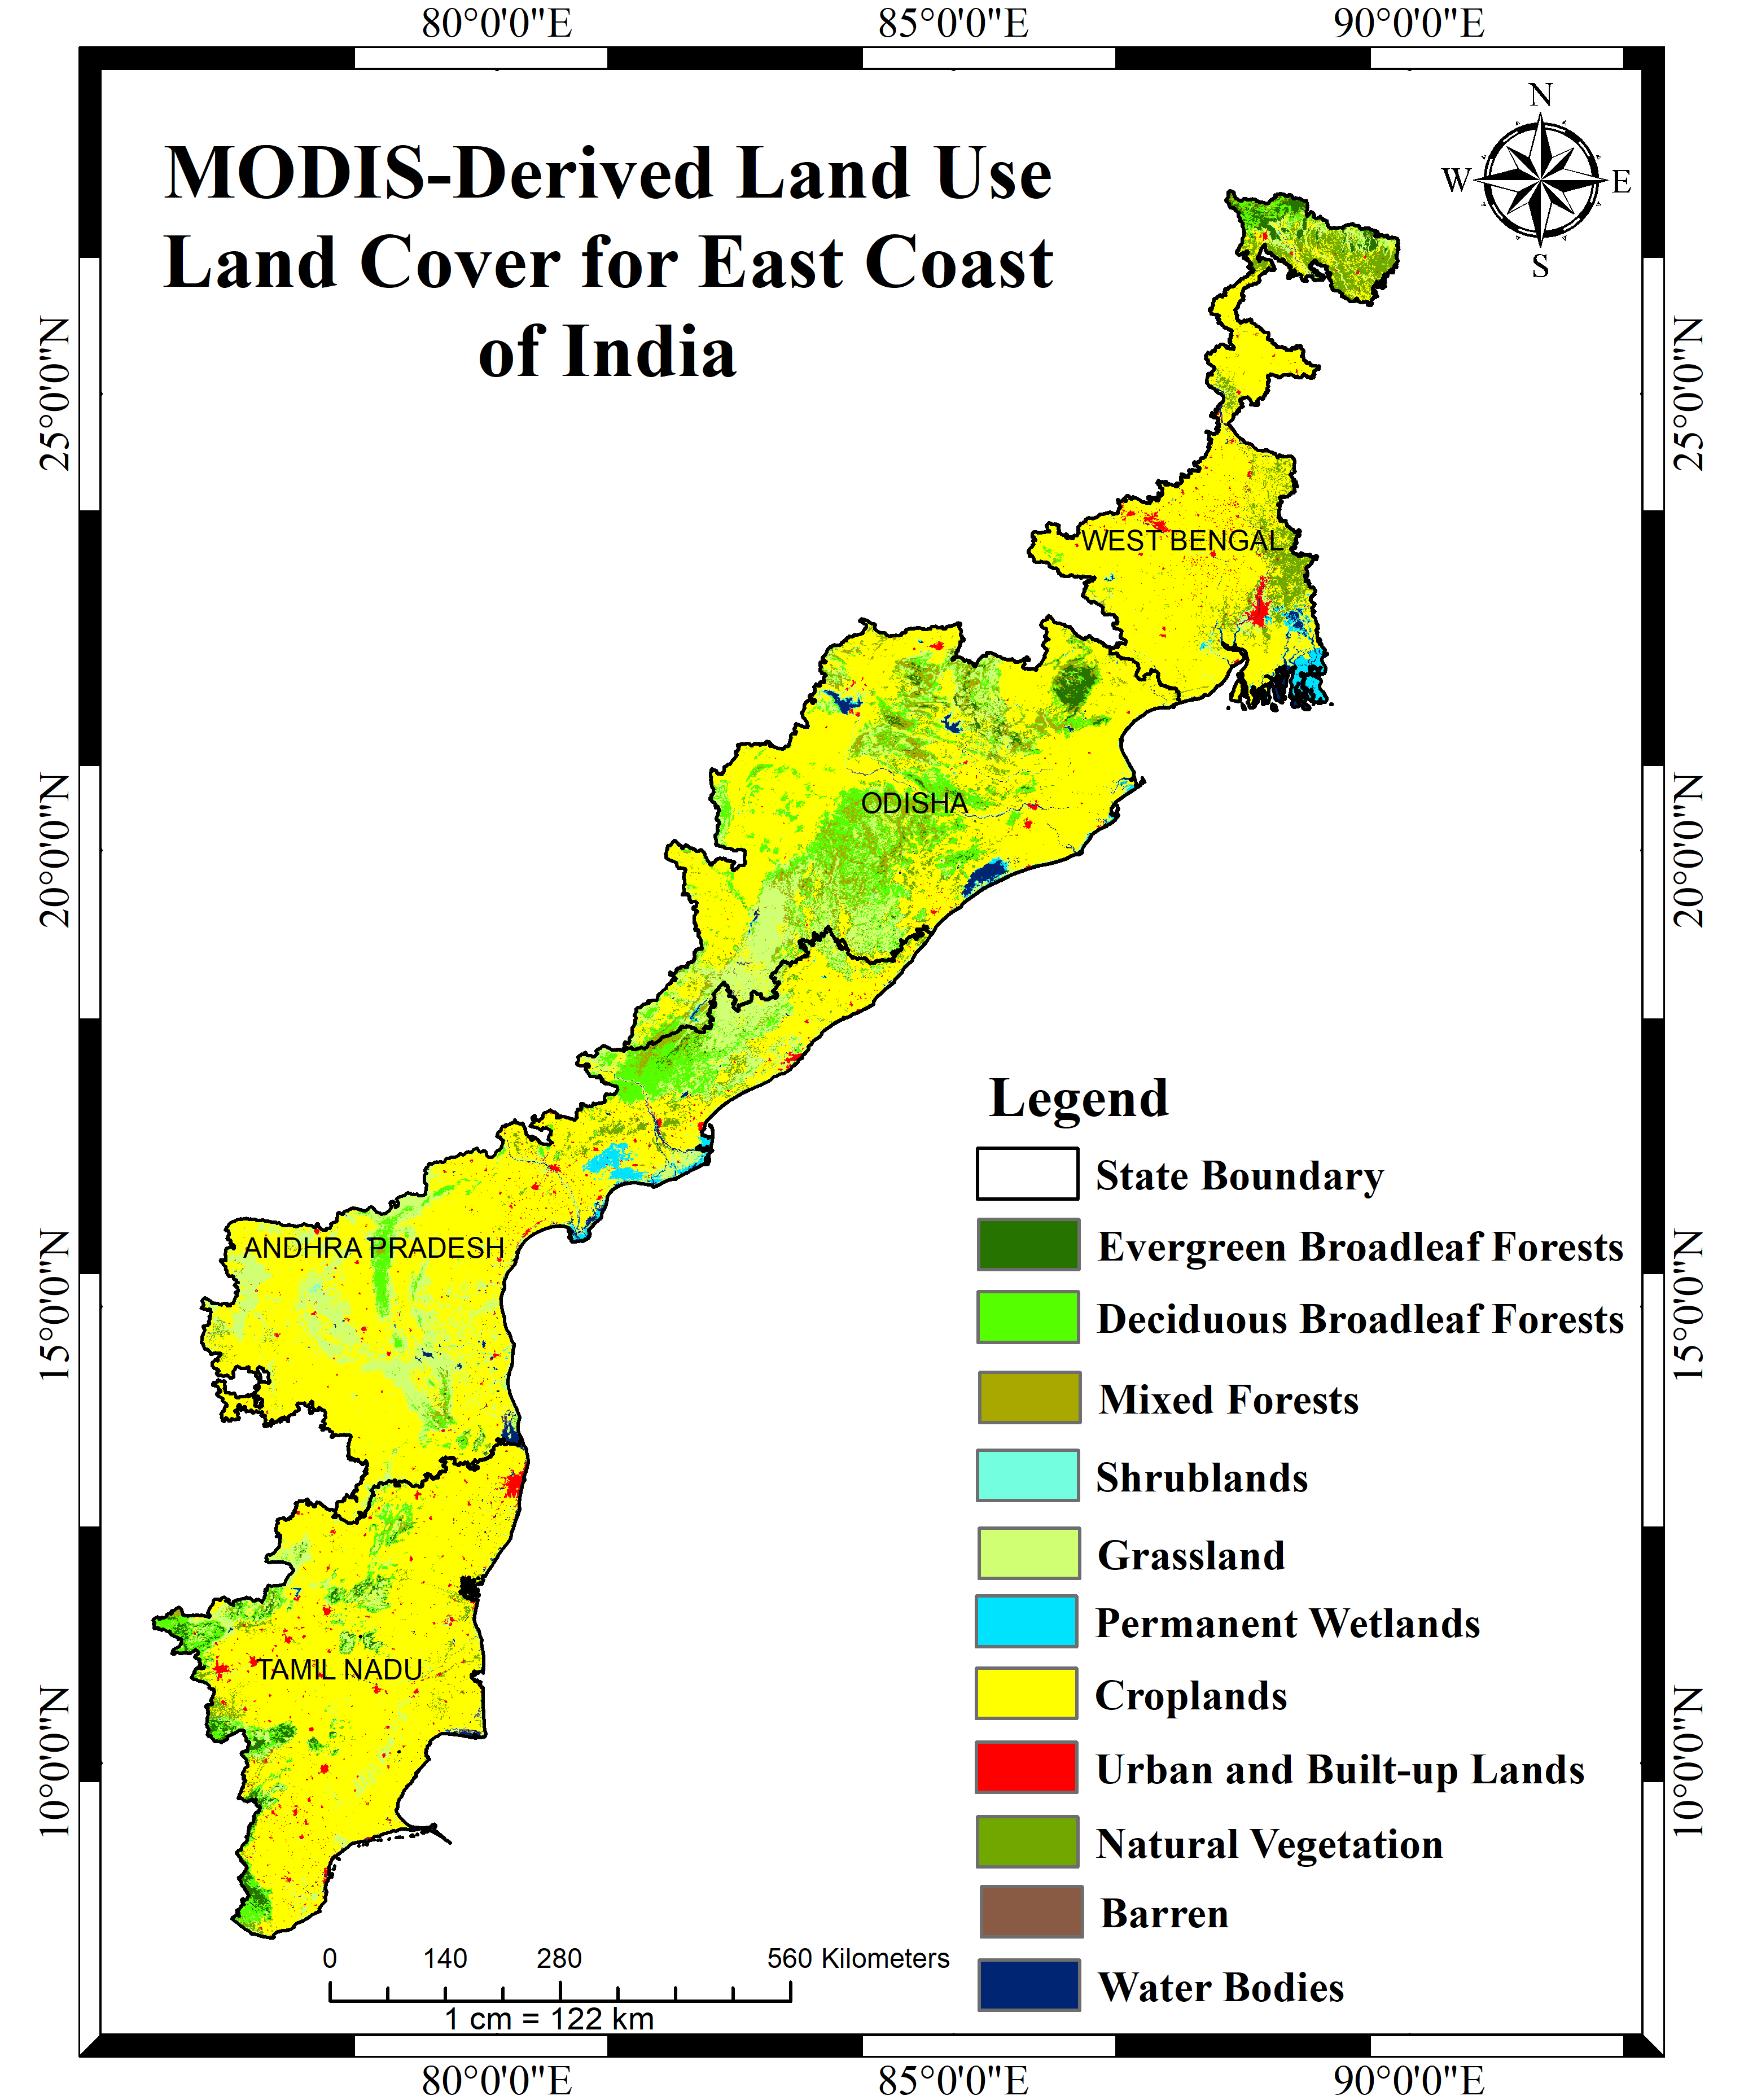 80°0'0"E
85°0'0"E
90°0'0"E
MODIS-Derived Land Use
Land Cover for East Coast
of India
N
W
E
S
25°0'0"N
25°0'0"N
WEST BENGAL
ODISHA
20°0'0"N
20°0'0"N
ANDHRA PRADESH
15°0'0"N
15°0'0"N
TAMIL NADU
10°0'0"N
10°0'0"N
Legend
State Boundary
Evergreen Broadleaf Forests
Deciduous Broadleaf Forests
Mixed Forests
Shrublands
Grassland
Permanent Wetlands
Croplands
Urban and Built-up Lands
Natural Vegetation
Barren
Water Bodies
0 140 280 560 Kilometers
1 cm = 122 km
80°0'0"E
85°0'0"E
90°0'0"E